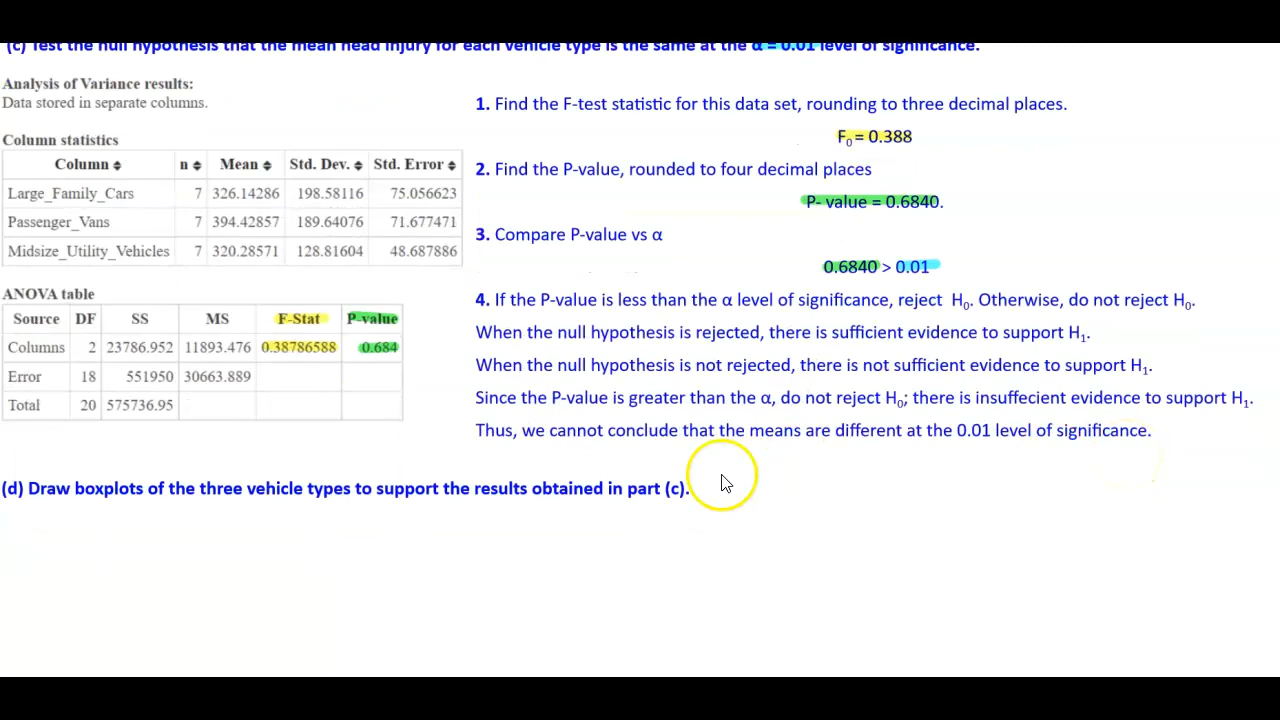 (c) Test the null hypothesis that the mean head injury for each vehicle type is the same at the α = 0.01 level of significance.
Analysis of Variance results:
Data stored in separate columns.
Column statistics
Column n Mean Std. Dev. Std. Error
Large_Family_Cars 7 326.14286 198.58116 75.056623
Passenger_Vans 7 394.42857 189.64076 71.677471
Midsize_Utility_Vehicles 7 320.28571 128.81604 48.687886
ANOVA table
Source DF SS MS F-Stat P-value
Columns 2 23786.952 11893.476 0.38786588 0.684
Error 18 551950 30663.889
Total 20 575736.95
1. Find the F-test statistic for this data set, rounding to three decimal places.
F₀ = 0.388
2. Find the P-value, rounded to four decimal places
P- value = 0.6840.
3. Compare P-value vs α
0.6840 > 0.01
4. If the P-value is less than the α level of significance, reject H₀. Otherwise, do not reject H₀.
When the null hypothesis is rejected, there is sufficient evidence to support H₁.
When the null hypothesis is not rejected, there is not sufficient evidence to support H₁.
Since the P-value is greater than the α, do not reject H₀; there is insuffecient evidence to support H₁.
Thus, we cannot conclude that the means are different at the 0.01 level of significance.
(d) Draw boxplots of the three vehicle types to support the results obtained in part (c).